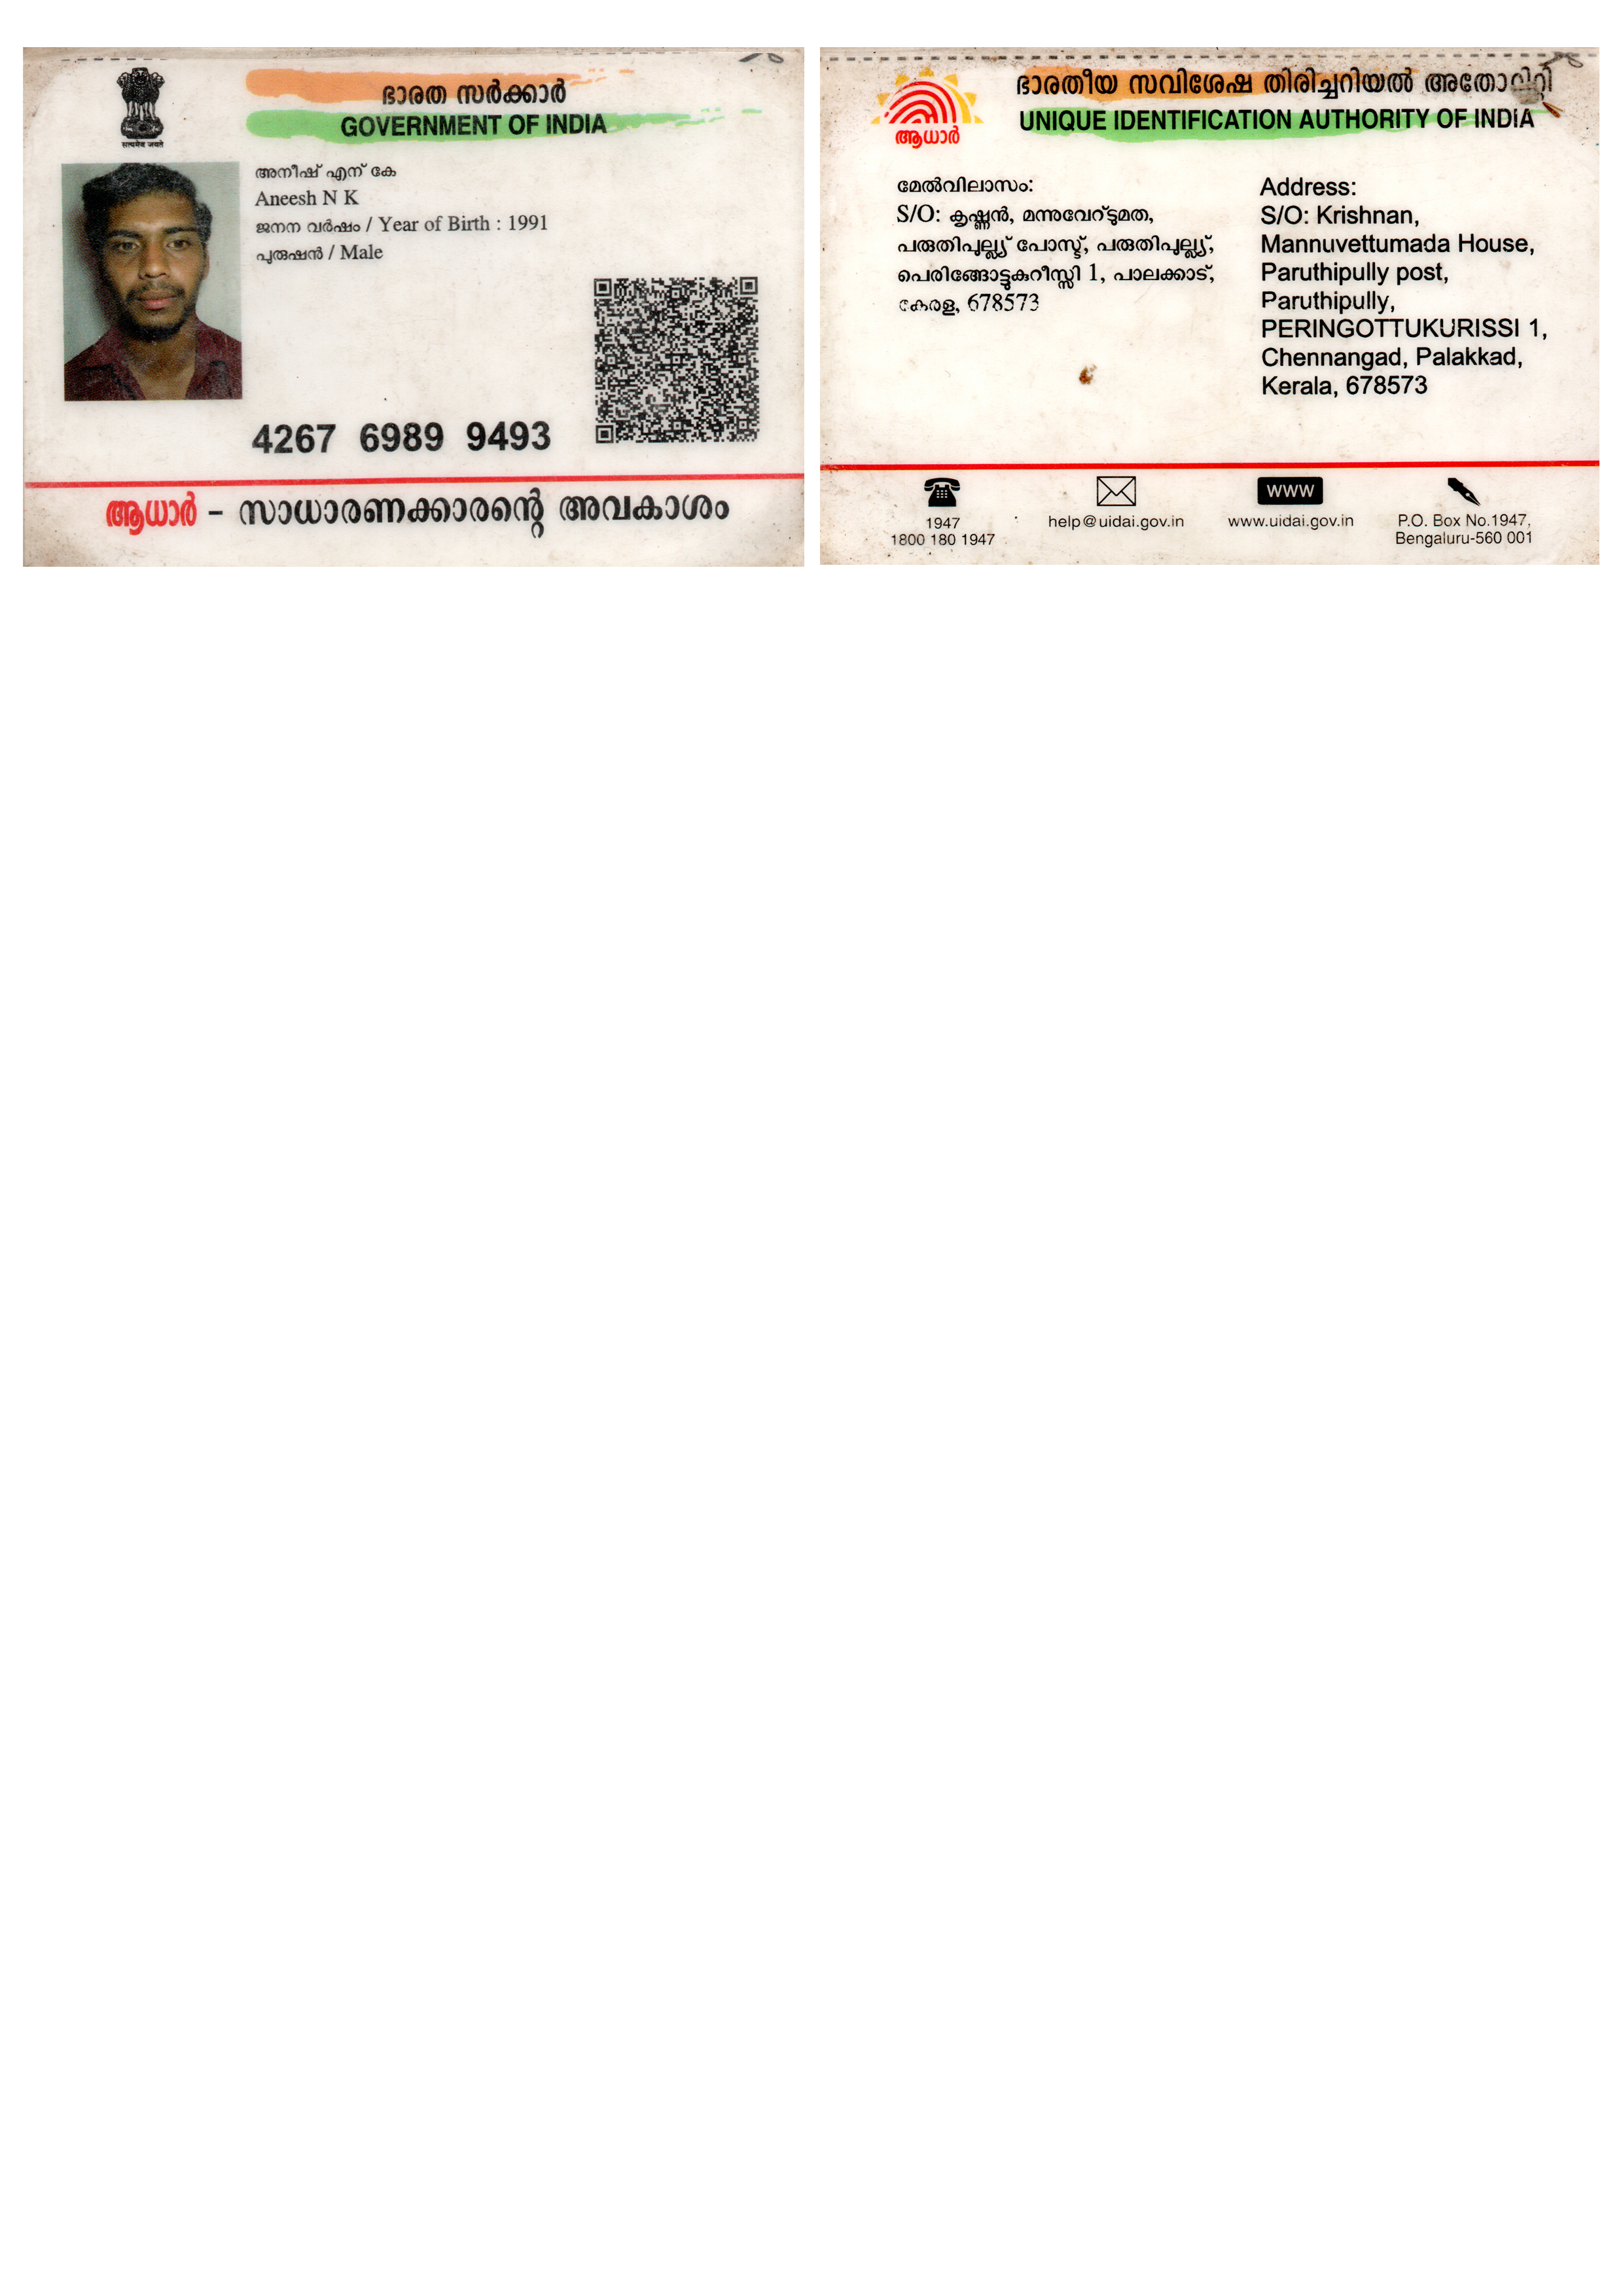 ഭാരത സർക്കാർ
GOVERNMENT OF INDIA
सत्यमेव जयते
അനീഷ് എന് കേ
Aneesh N K
ജനന വർഷം / Year of Birth : 1991
പുരുഷൻ / Male
4267 6989 9493
ആധാർ - സാധാരണക്കാരന്റെ അവകാശം
ഭാരതീയ സവിശേഷ തിരിച്ചറിയൽ
UNIQUE IDENTIFICATION AUTHORITY OF INDIA
ആധാർ
മേൽവിലാസം:
S/O: കൃഷ്ണൻ, മന്നുവേറ്ടുമത,
പരുതിപുല്ല്യ് പോസ്റ്റ്, പരുതിപുല്ല്യ്,
പെരിങ്ങോട്ടുകുറീസ്സി 1, പാലക്കാട്,
കേരള, 678573
Address:
S/O: Krishnan,
Mannuvettumada House,
Paruthipully post,
Paruthipully,
PERINGOTTUKURISSI 1,
Chennangad, Palakkad,
Kerala, 678573
1947
1800 180 1947
help@uidai.gov.in
www
www.uidai.gov.in
P.O. Box No.1947,
Bengaluru-560 001